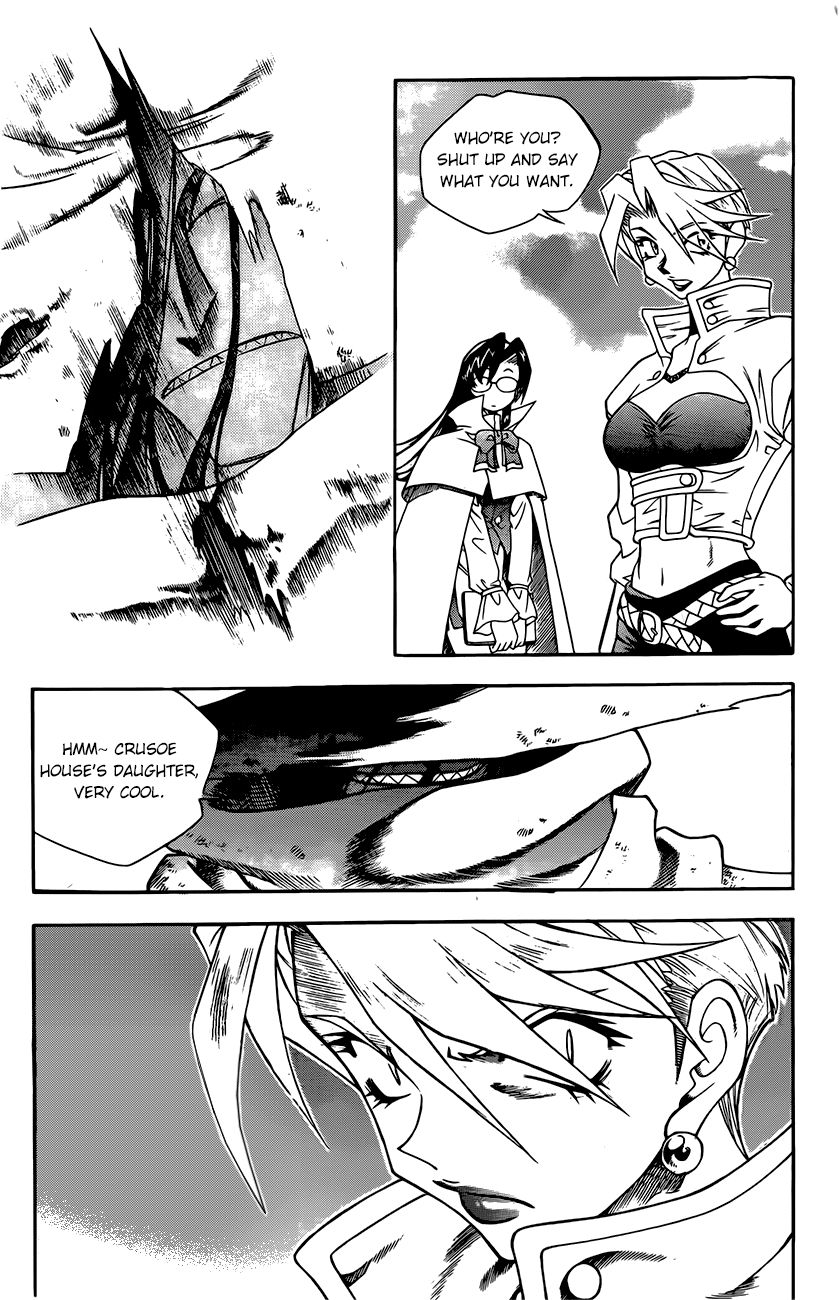 WHO'RE YOU?
SHUT UP AND SAY
WHAT YOU WANT.
HMM~ CRUSOE
HOUSE'S DAUGHTER,
VERY COOL.